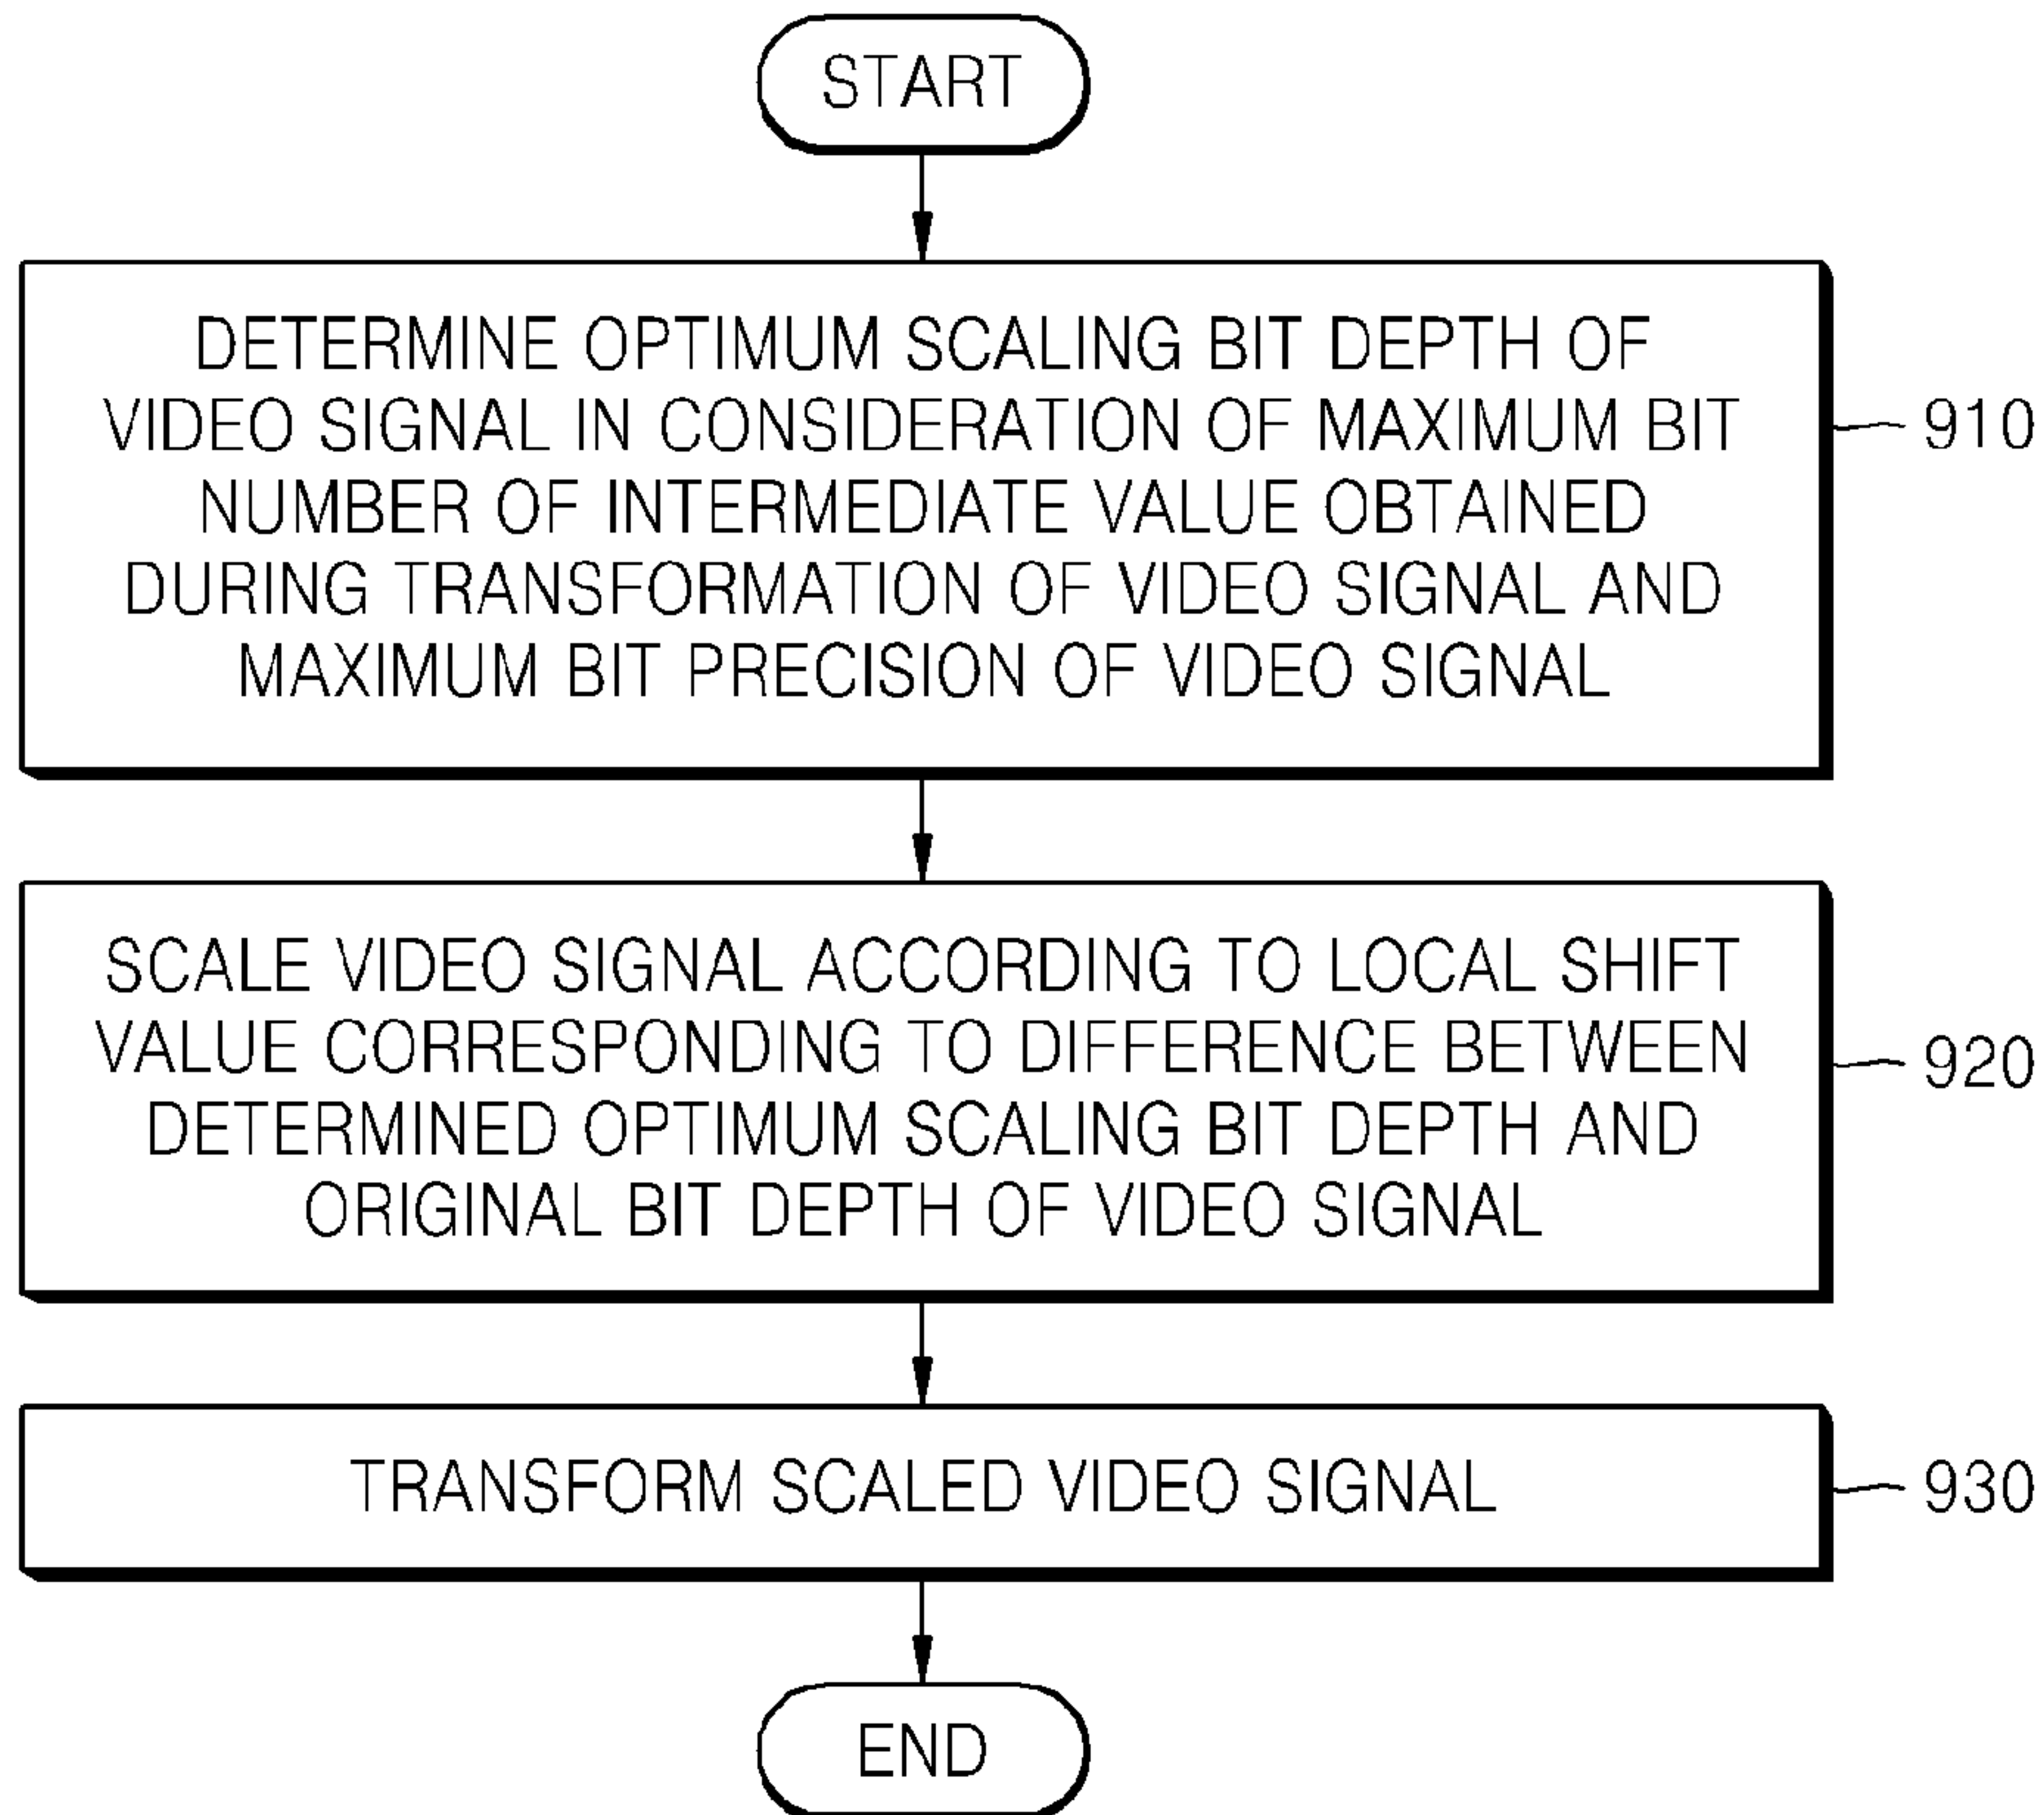 START
DETERMINE OPTIMUM SCALING BIT DEPTH OF
VIDEO SIGNAL IN CONSIDERATION OF MAXIMUM BIT
NUMBER OF INTERMEDIATE VALUE OBTAINED
DURING TRANSFORMATION OF VIDEO SIGNAL AND
MAXIMUM BIT PRECISION OF VIDEO SIGNAL
910
SCALE VIDEO SIGNAL ACCORDING TO LOCAL SHIFT
VALUE CORRESPONDING TO DIFFERENCE BETWEEN
DETERMINED OPTIMUM SCALING BIT DEPTH AND
ORIGINAL BIT DEPTH OF VIDEO SIGNAL
920
TRANSFORM SCALED VIDEO SIGNAL
930
END